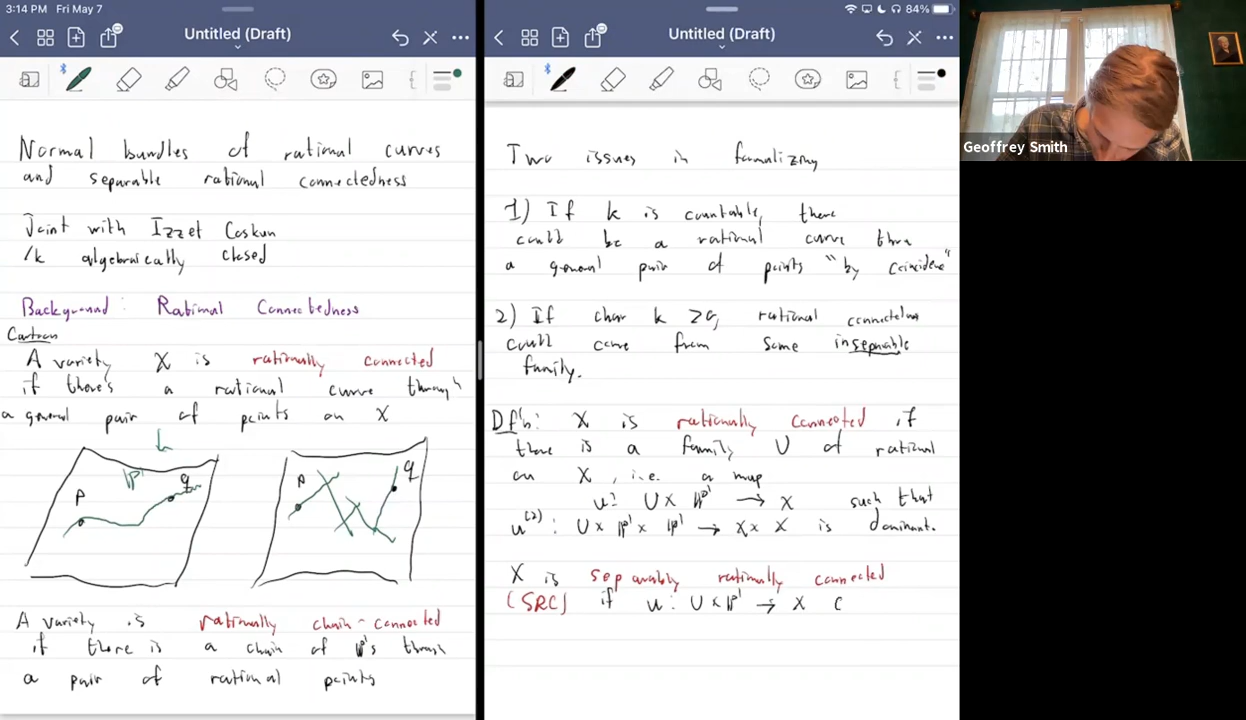 3:14 PM Fri May 7
84%
Untitled (Draft)
Untitled (Draft)
Geoffrey Smith
Normal bundles of rational curves
and separable rational connectedness
Joint with Izzet Coskun
/k algebraically closed
Background: Rational Connectedness
Cartoon
A variety X is rationally connected
if there's a rational curve through
a general pair of points on X
p P¹ q
p q
A variety is rationally chain-connected
if there is a chain of P¹s through
a pair of rational points
Two issues in formalizing
1) If k is countable, there
could be a rational curve thru
a general pair of points "by coincidence"
2) If char k > 0, rational connectedness
could come from some inseparable
family.
Df'n: X is rationally connected if
there is a family U of rational
on X, i.e. a map
u: U × P¹ → X such that
u⁽²⁾: U × P¹ × P¹ → X × X is dominant.
X is separably rationally connected
(SRC) if u: U × P¹ → X C